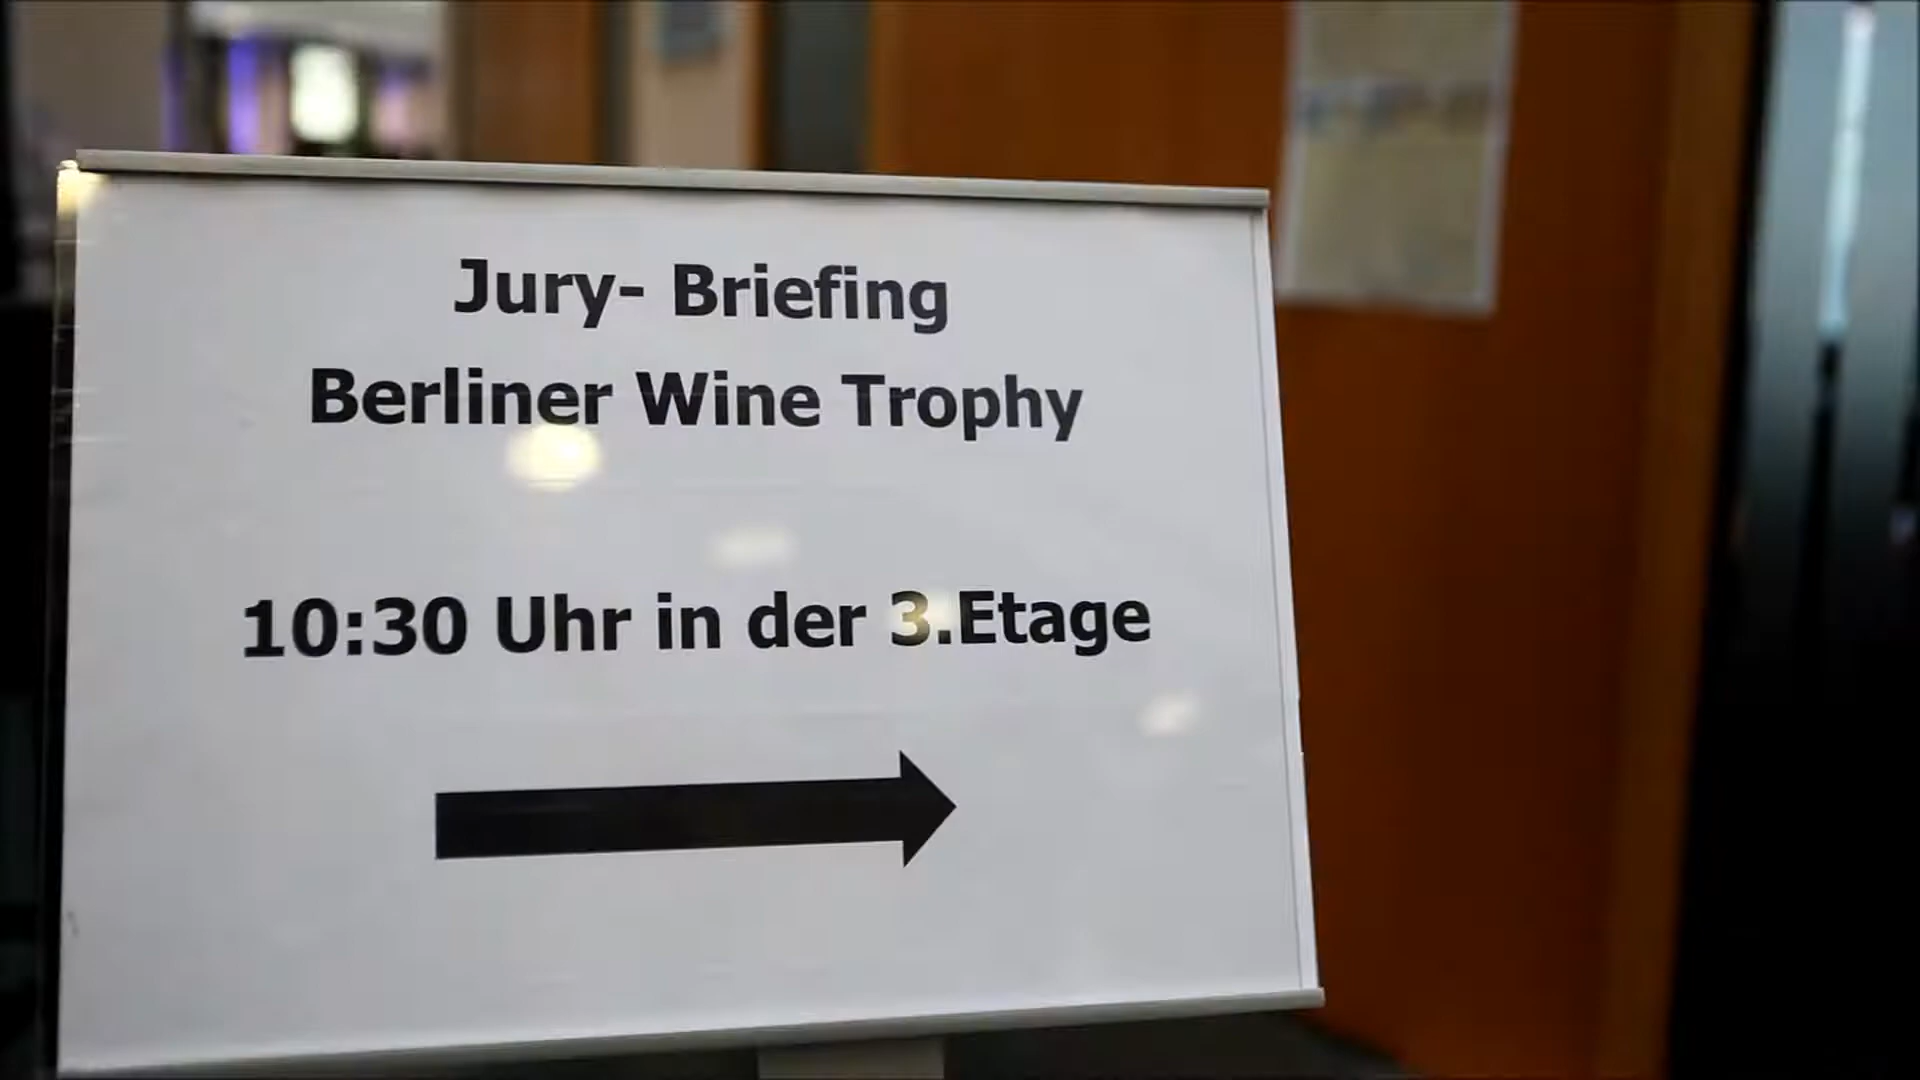 Jury- Briefing
Berliner Wine Trophy
10:30 Uhr in der 3.Etage